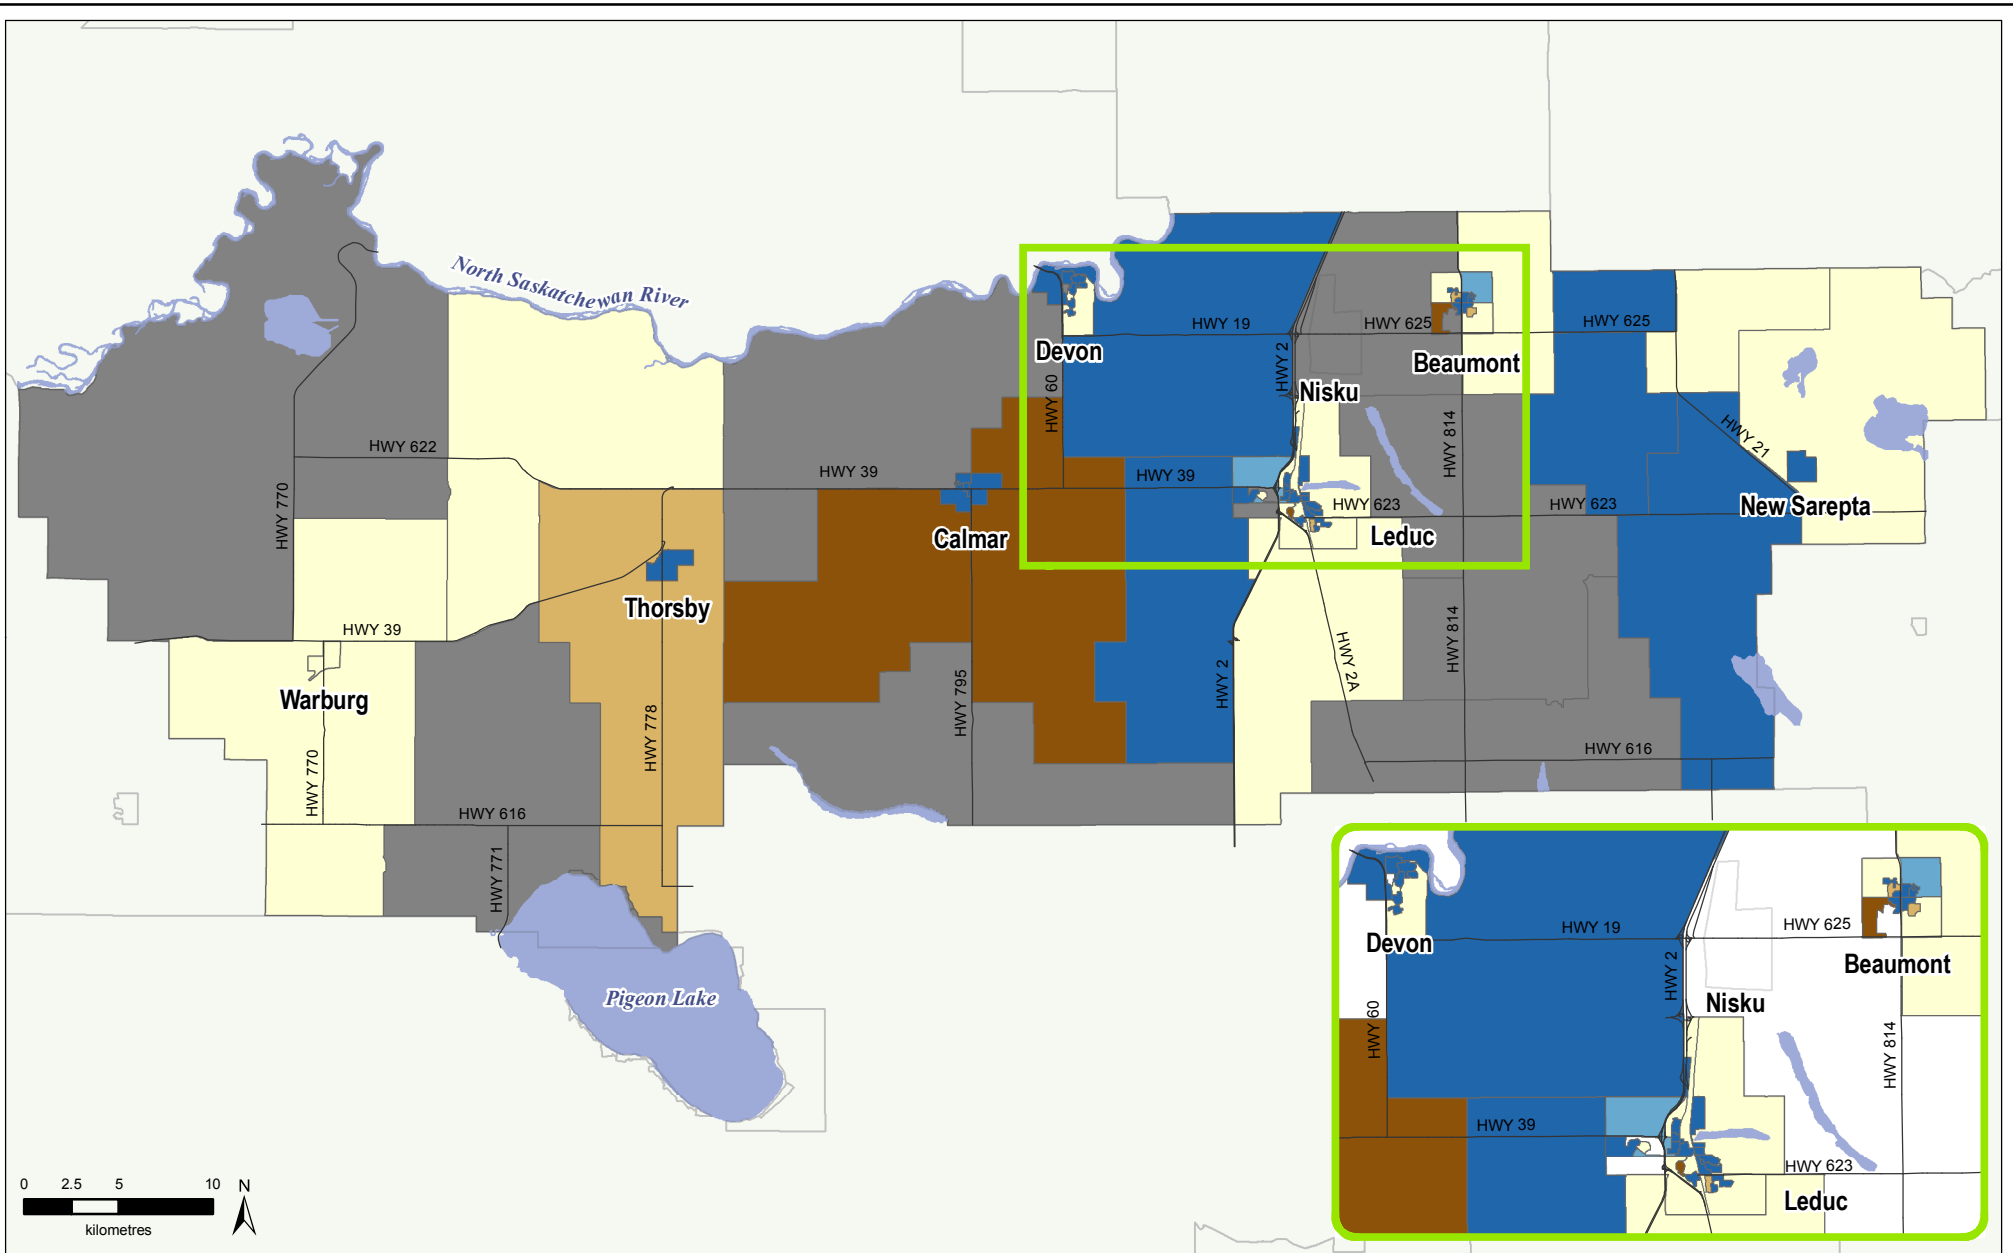 North Saskatchewan River
HWY 19
HWY 625
HWY 625
Devon
HWY 2
Beaumont
Nisku
HWY 60
HWY 814
HWY 21
HWY 622
HWY 39
HWY 39
HWY 770
HWY 623
HWY 623
New Sarepta
Calmar
Leduc
Thorsby
HWY 39
HWY 814
HWY 2A
HWY 2
Warburg
HWY 795
HWY 778
HWY 616
HWY 770
HWY 616
HWY 771
Pigeon Lake
HWY 19
HWY 625
Devon
HWY 2
Beaumont
Nisku
HWY 60
HWY 814
HWY 39
HWY 623
Leduc
0 2.5 5 10
kilometres
N